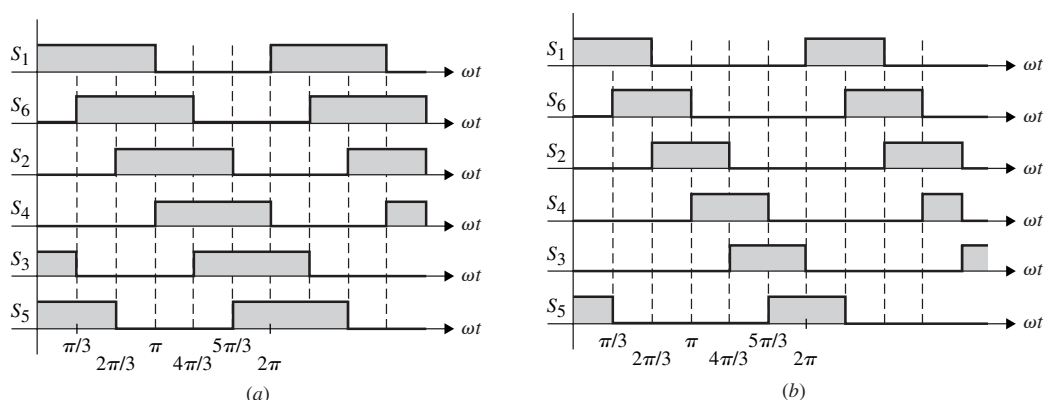 S1 ωt
S6 ωt
S2 ωt
S4 ωt
S3 ωt
S5 ωt
π/3 2π/3 π 4π/3 5π/3 2π
(a)
S1 ωt
S6 ωt
S2 ωt
S4 ωt
S3 ωt
S5 ωt
π/3 2π/3 π 4π/3 5π/3 2π
(b)